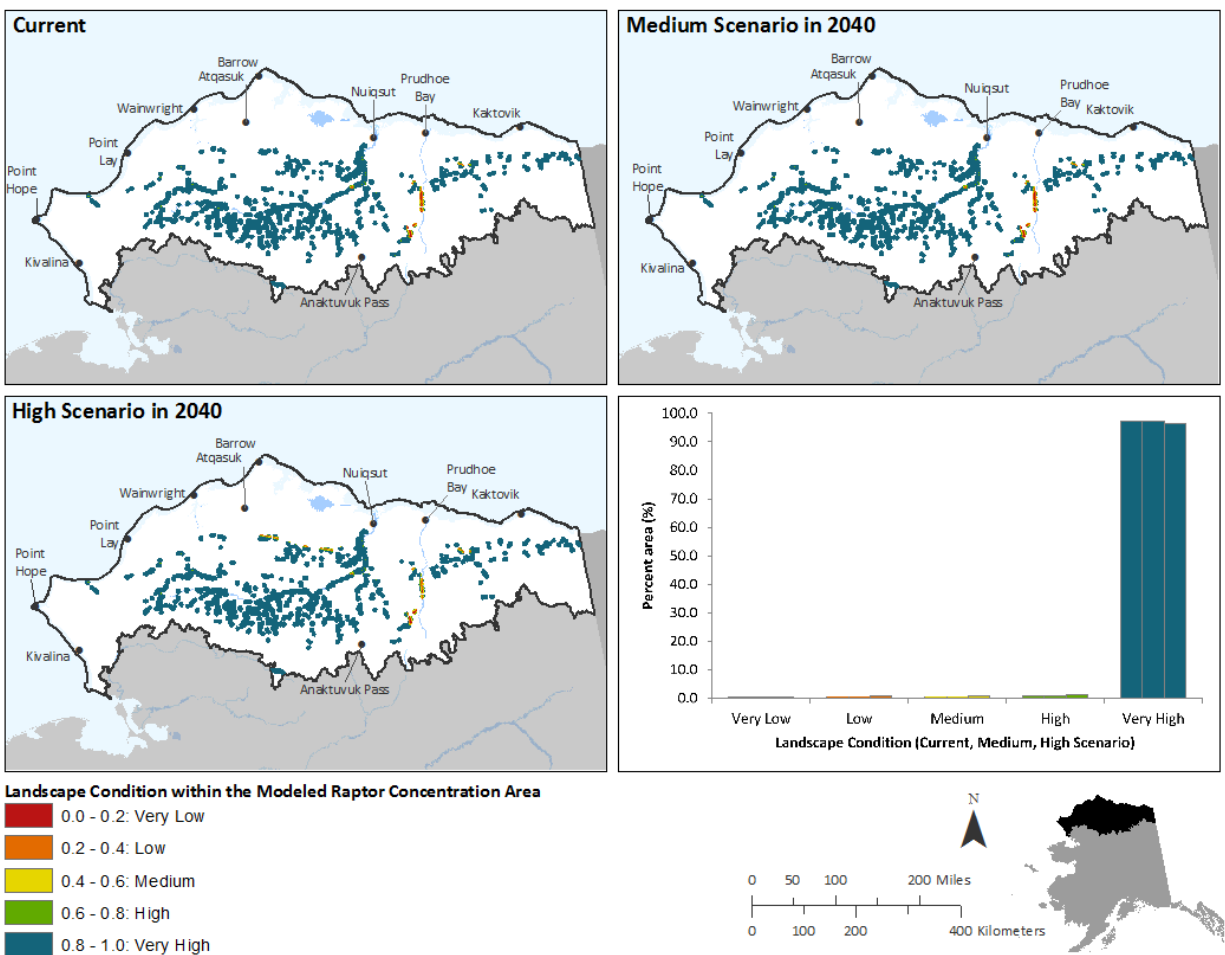 Current
Barrow
Atqasuk
Prudhoe
Bay
Nuiqsut
Wainwright
Kaktovik
Point
Lay
Point
Hope
Kivalina
Anaktuvuk Pass
Medium Scenario in 2040
Barrow
Atqasuk
Nuiqsut
Prudhoe
Bay Kaktovik
Wainwright
Point
Lay
Point
Hope
Kivalina
Anaktuvuk Pass
High Scenario in 2040
Barrow
Atqasuk
Nuiqsut
Prudhoe
Bay Kaktovik
Wainwright
Point
Lay
Point
Hope
Kivalina
Anaktuvuk Pass
100.0
90.0
80.0
70.0
60.0
50.0
40.0
30.0
20.0
10.0
0.0
Percent area (%)
Very Low Low Medium High Very High
Landscape Condition (Current, Medium, High Scenario)
Landscape Condition within the Modeled Raptor Concentration Area
0.0 - 0.2: Very Low
0.2 - 0.4: Low
0.4 - 0.6: Medium
0.6 - 0.8: High
0.8 - 1.0: Very High
N
0 50 100 200 Miles
0 100 200 400 Kilometers